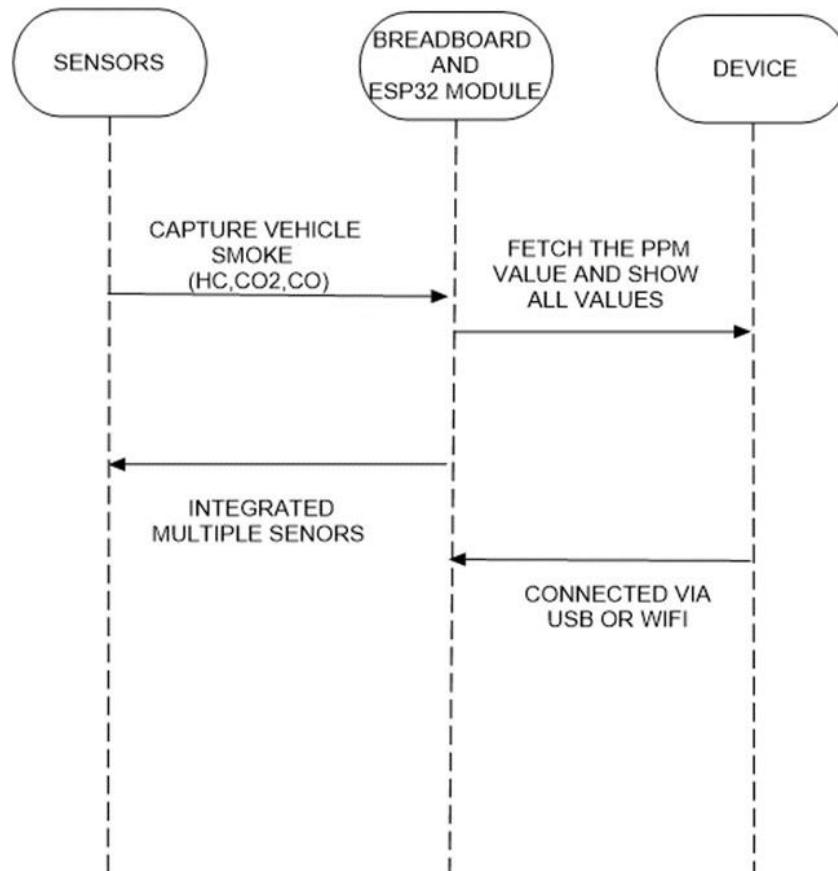 SENSORS
BREADBOARD
AND
ESP32 MODULE
DEVICE
CAPTURE VEHICLE
SMOKE
(HC,CO2,CO)
FETCH THE PPM
VALUE AND SHOW
ALL VALUES
INTEGRATED
MULTIPLE SENORS
CONNECTED VIA
USB OR WIFI